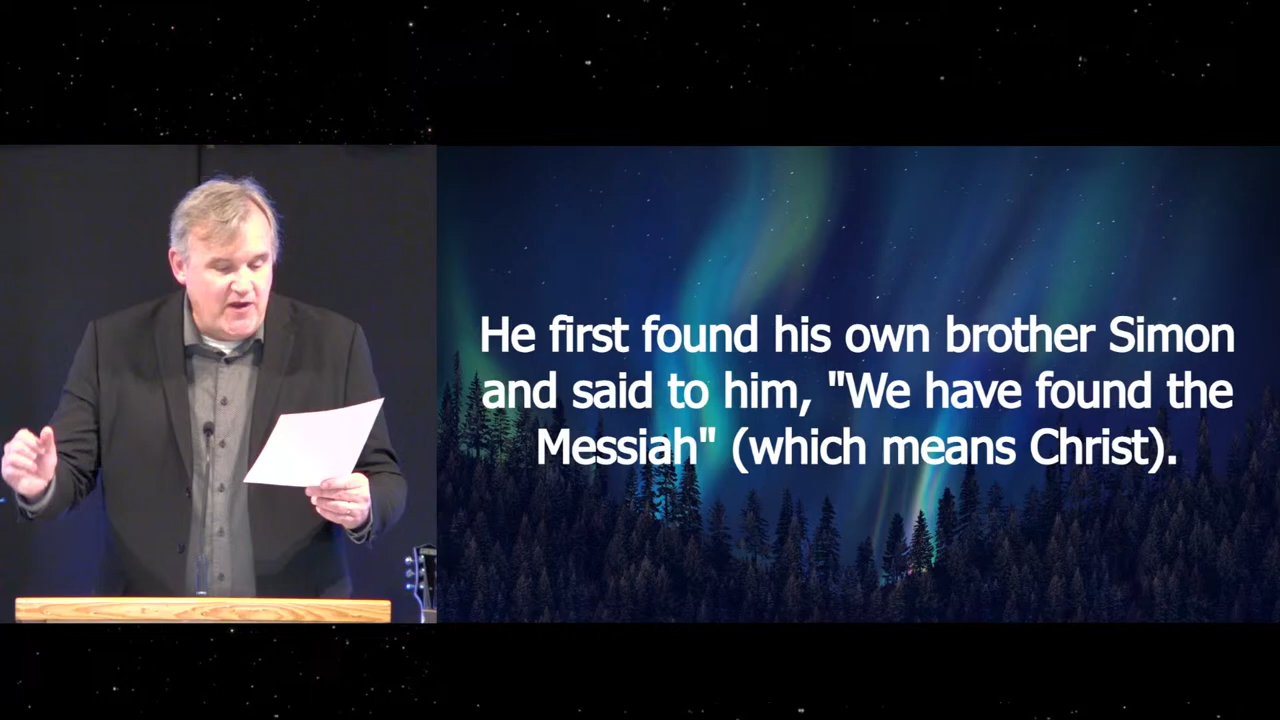 He first found his own brother Simon
and said to him, "We have found the
Messiah" (which means Christ).